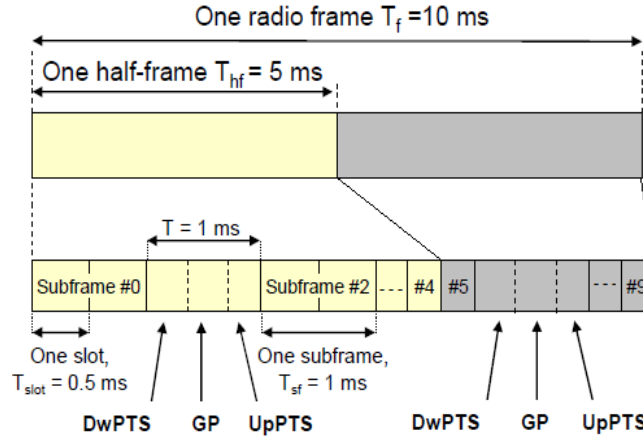 One radio frame T_f =10 ms
One half-frame T_hf = 5 ms
T = 1 ms
Subframe #0
Subframe #2
---
#4
#5
---
#9
One slot,
T_slot = 0.5 ms
One subframe,
T_sf = 1 ms
DwPTS
GP
UpPTS
DwPTS
GP
UpPTS